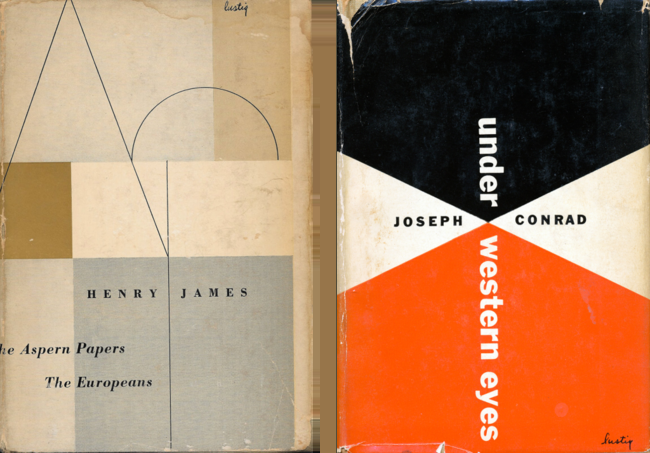 lustig
HENRY JAMES
he Aspern Papers
The Europeans
under western eyes
JOSEPH CONRAD
lustig